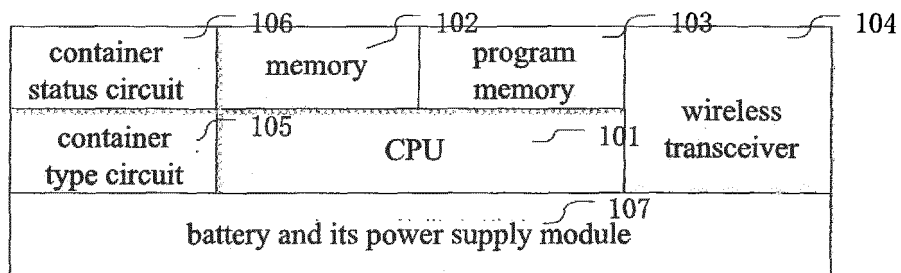 106 102 103 104
container status circuit
memory
program memory
wireless transceiver
105
container type circuit
101
CPU
107
battery and its power supply module